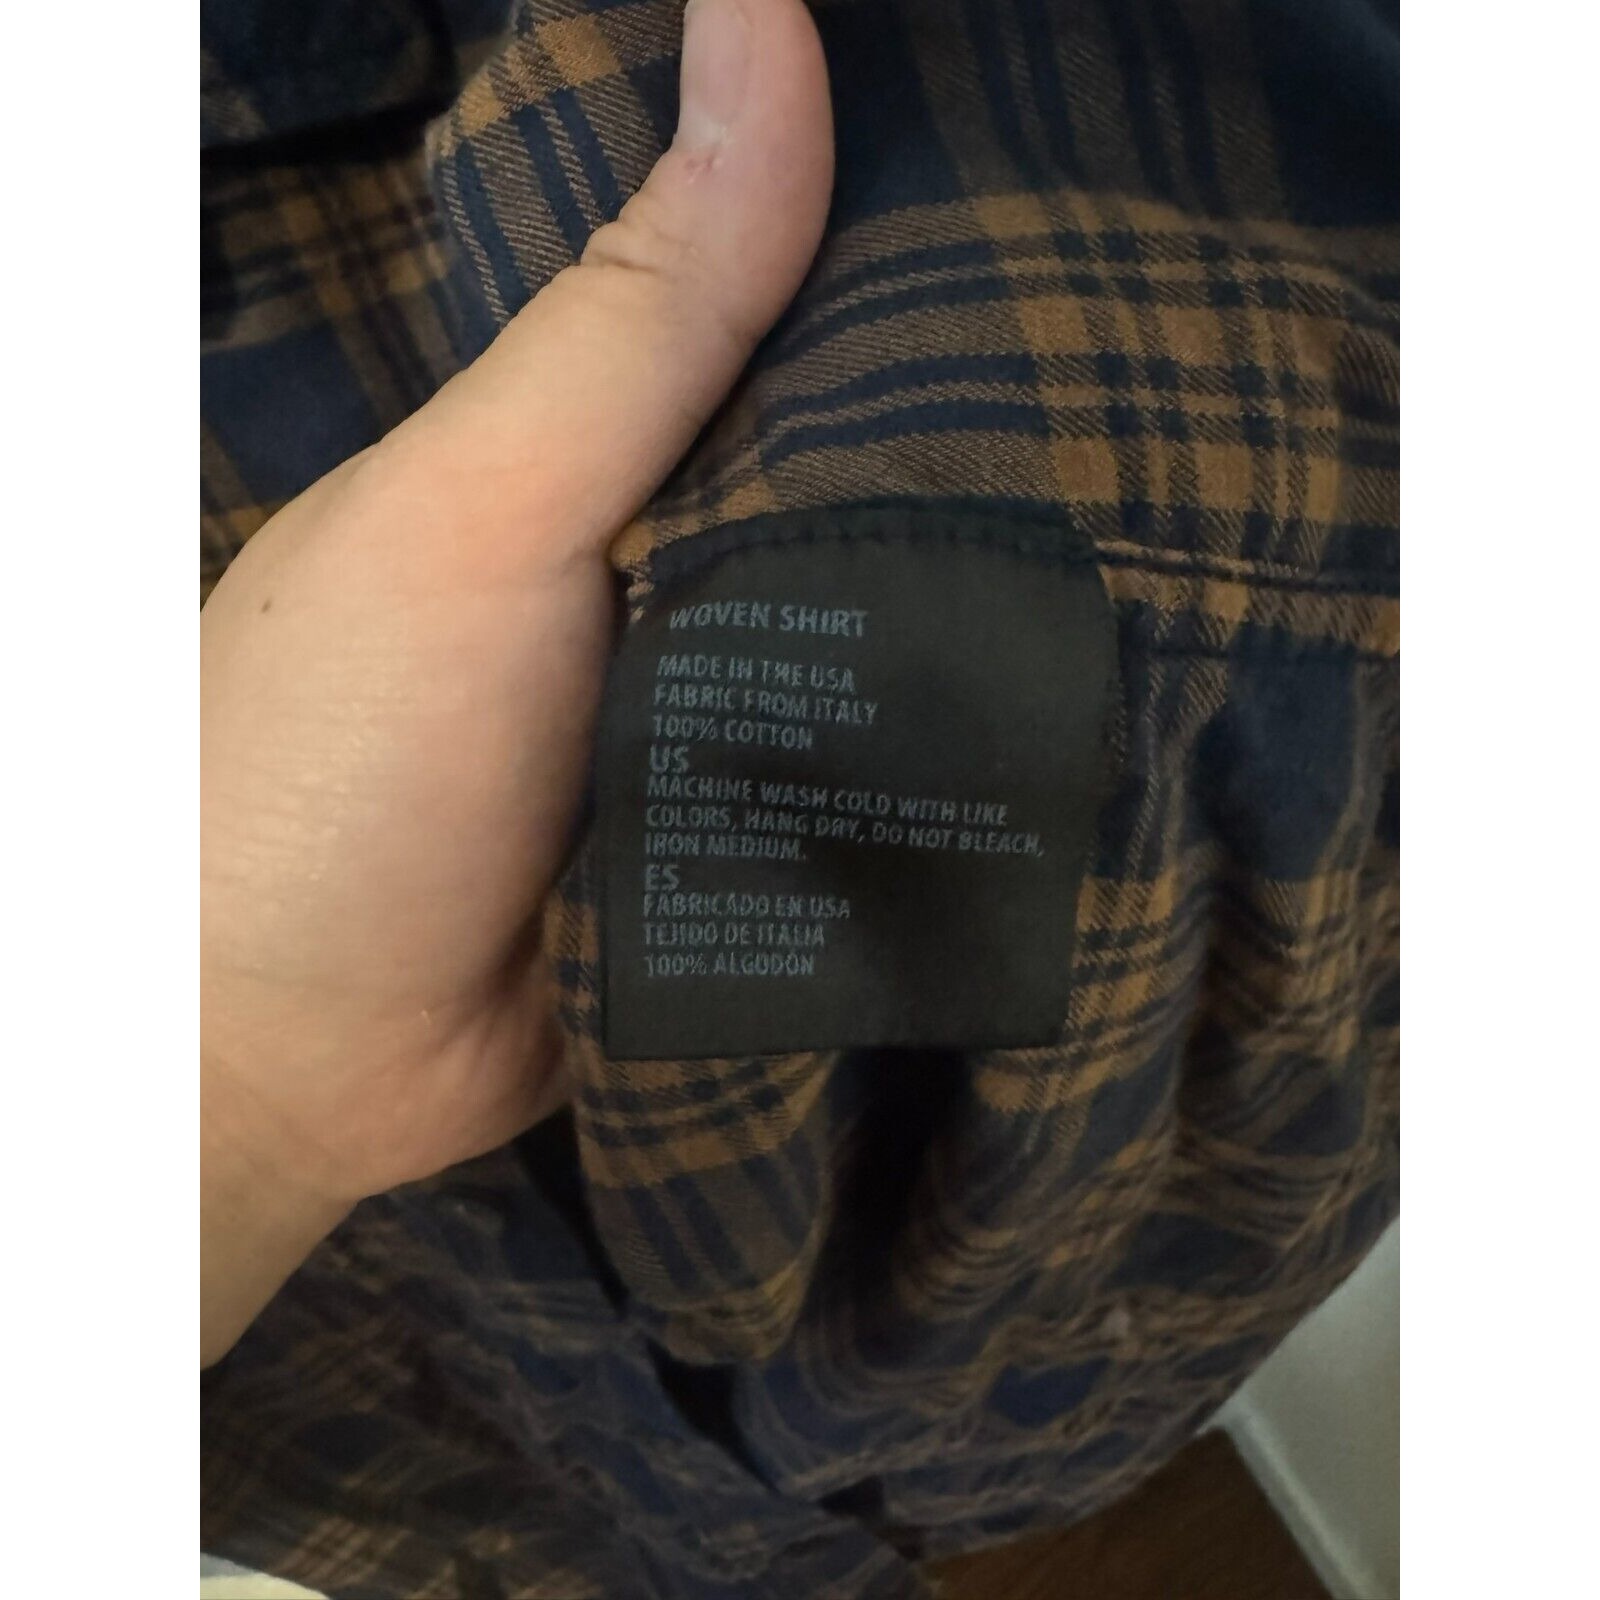 WOVEN SHIRT
MADE IN THE USA
FABRIC FROM ITALY
100% COTTON
US
MACHINE WASH COLD WITH LIKE
COLORS, HANG DRY, DO NOT BLEACH,
IRON MEDIUM.
ES
FABRICADO EN USA
TEJIDO DE ITALIA
100% ALGODÓN